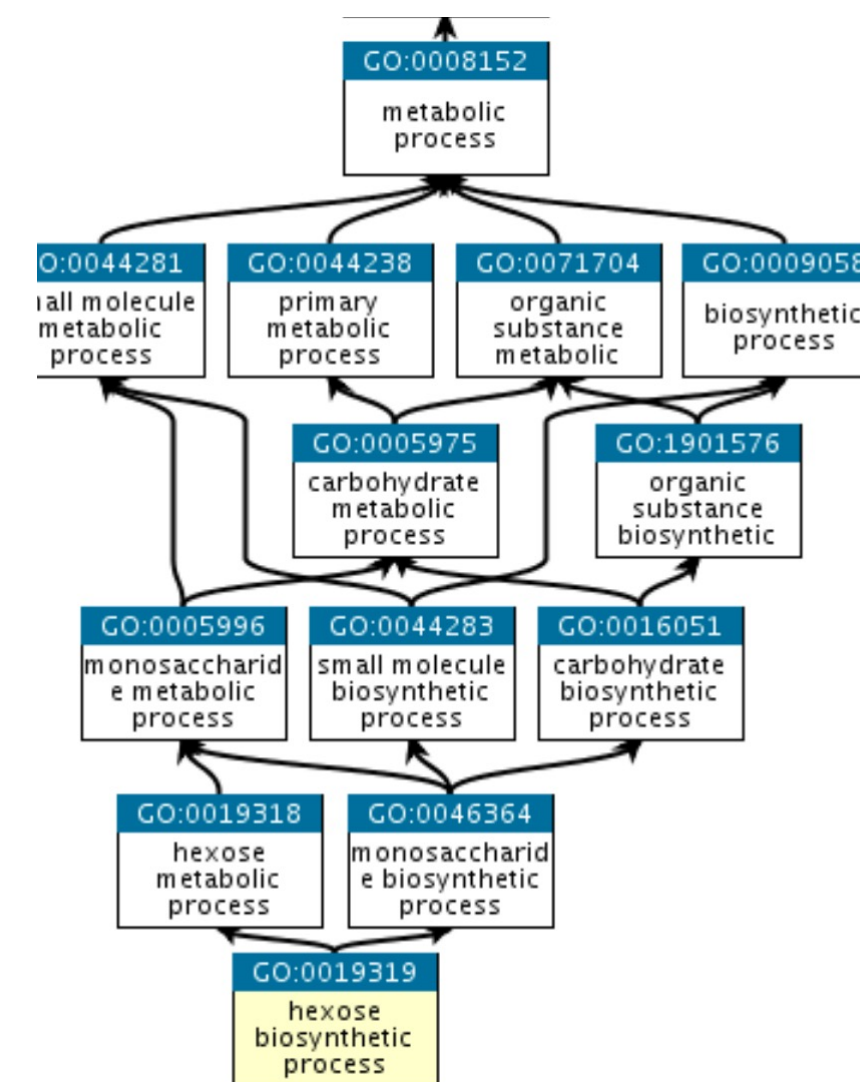 GO:0008152
metabolic
process
O:0044281
GO:0044238
GO:0071704
GO:0009058
all molecule
metabolic
process
primary
metabolic
process
organic
substance
metabolic
biosynthetic
process
GO:0005975
carbohydrate
metabolic
process
GO:1901576
organic
substance
biosynthetic
GO:0005996
monosaccharid
e metabolic
process
GO:0044283
small molecule
biosynthetic
process
GO:0016051
carbohydrate
biosynthetic
process
GO:0019318
hexose
metabolic
process
GO:0046364
monosaccharid
e biosynthetic
process
GO:0019319
hexose
biosynthetic
process